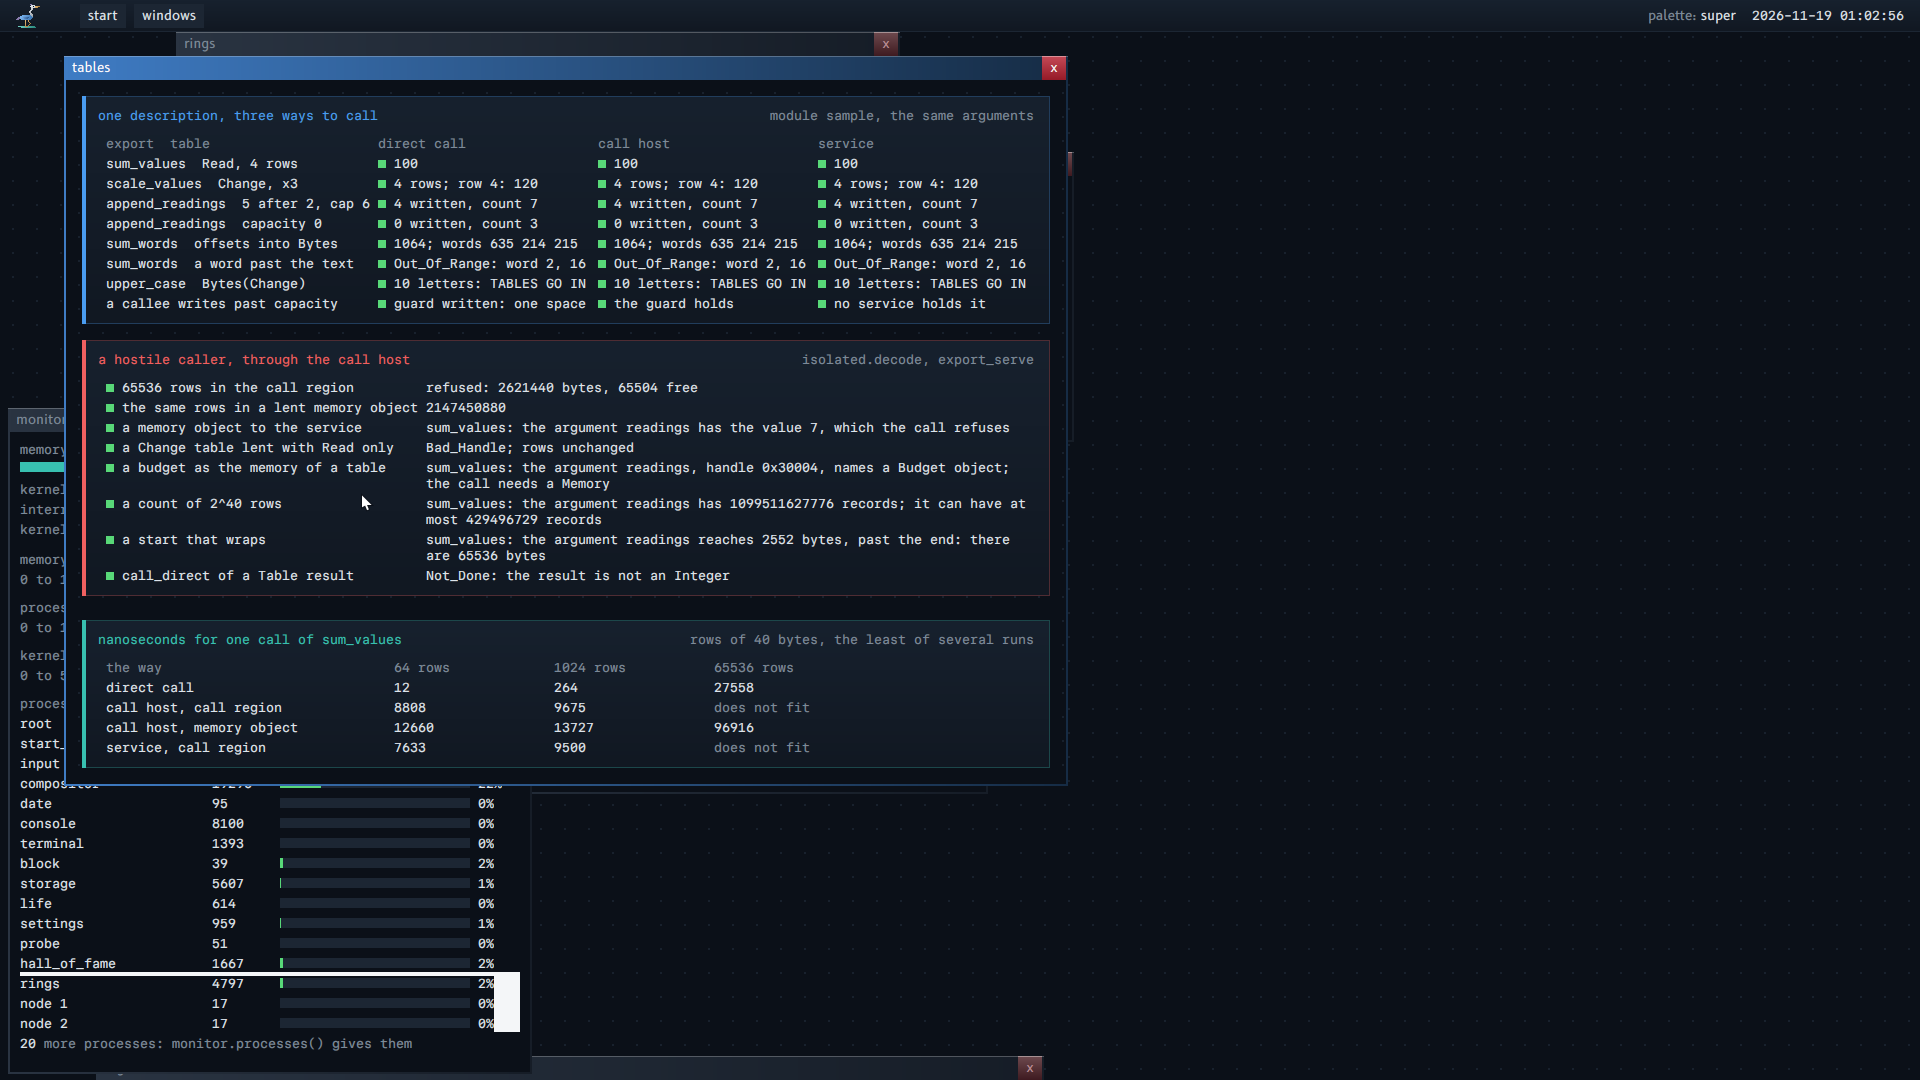 start windows palette: super 2026-11-19 01:02:56
rings x
tables x
one description, three ways to call module sample, the same arguments
export table direct call call host service
sum_values Read, 4 rows 100 100 100
scale_values Change, x3 4 rows; row 4: 120 4 rows; row 4: 120 4 rows; row 4: 120
append_readings 5 after 2, cap 6 4 written, count 7 4 written, count 7 4 written, count 7
append_readings capacity 0 0 written, count 3 0 written, count 3 0 written, count 3
sum_words offsets into Bytes 1064; words 635 214 215 1064; words 635 214 215 1064; words 635 214 215
sum_words a word past the text Out_Of_Range: word 2, 16 Out_Of_Range: word 2, 16 Out_Of_Range: word 2, 16
upper_case Bytes(Change) 10 letters: TABLES GO IN 10 letters: TABLES GO IN 10 letters: TABLES GO IN
a callee writes past capacity guard written: one space the guard holds no service holds it
a hostile caller, through the call host isolated.decode, export_serve
65536 rows in the call region refused: 2621440 bytes, 65504 free
the same rows in a lent memory object 2147450880
a memory object to the service sum_values: the argument readings has the value 7, which the call refuses
a Change table lent with Read only Bad_Handle; rows unchanged
a budget as the memory of a table sum_values: the argument readings, handle 0x30004, names a Budget object;
the call needs a Memory
a count of 2^40 rows sum_values: the argument readings has 1099511627776 records; it can have at
most 429496729 records
a start that wraps sum_values: the argument readings reaches 2552 bytes, past the end: there
are 65536 bytes
call_direct of a Table result Not_Done: the result is not an Integer
nanoseconds for one call of sum_values rows of 40 bytes, the least of several runs
the way 64 rows 1024 rows 65536 rows
direct call 12 264 27558
call host, call region 8808 9675 does not fit
call host, memory object 12660 13727 96916
service, call region 7633 9500 does not fit
monitor
memory
kernel
kernel
memory
0 to
0 to
kernel
0 to
root
start_
input
date 95 0%
console 8100 0%
terminal 1393 0%
block 39 2%
storage 5607 1%
life 614 0%
settings 959 1%
probe 51 0%
hall_of_fame 1667 2%
rings 4797 2%
node 1 17 0%
node 2 17 0%
20 more processes: monitor.processes() gives them
x